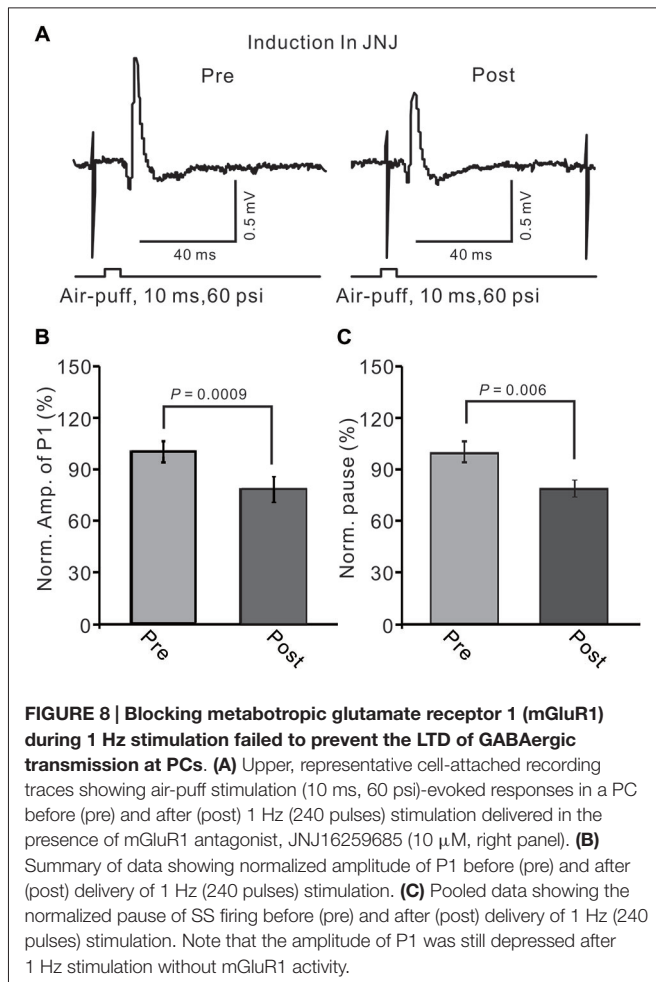 A
Induction In JNJ
Pre
Post
0.5 mV
40 ms
0.5 mV
40 ms
Air-puff, 10 ms,60 psi
Air-puff, 10 ms,60 psi
B
Norm. Amp. of P1 (%)
150
120
90
60
30
0
P = 0.0009
Pre
Post
C
Norm. pause (%)
150
120
90
60
30
0
P = 0.006
Pre
Post
FIGURE 8 | Blocking metabotropic glutamate receptor 1 (mGluR1)
during 1 Hz stimulation failed to prevent the LTD of GABAergic
transmission at PCs. (A) Upper, representative cell-attached recording
traces showing air-puff stimulation (10 ms, 60 psi)-evoked responses in a PC
before (pre) and after (post) 1 Hz (240 pulses) stimulation delivered in the
presence of mGluR1 antagonist, JNJ16259685 (10 μM, right panel). (B)
Summary of data showing normalized amplitude of P1 before (pre) and after
(post) delivery of 1 Hz (240 pulses) stimulation. (C) Pooled data showing the
normalized pause of SS firing before (pre) and after (post) delivery of 1 Hz (240
pulses) stimulation. Note that the amplitude of P1 was still depressed after
1 Hz stimulation without mGluR1 activity.